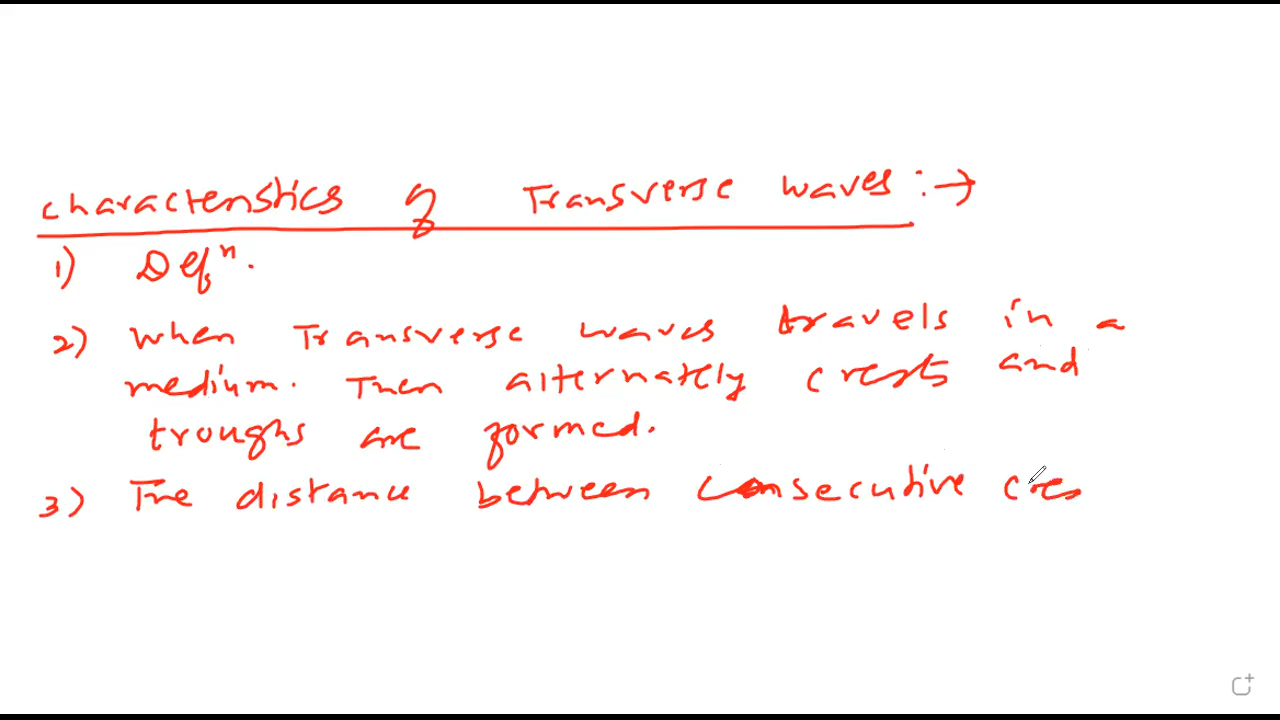 characteristics of Transverse waves :→
1) Defⁿ.
2) when Transverse waves travels in a
medium. Then alternately crests and
troughs are formed.
3) The distance between consecutive cres